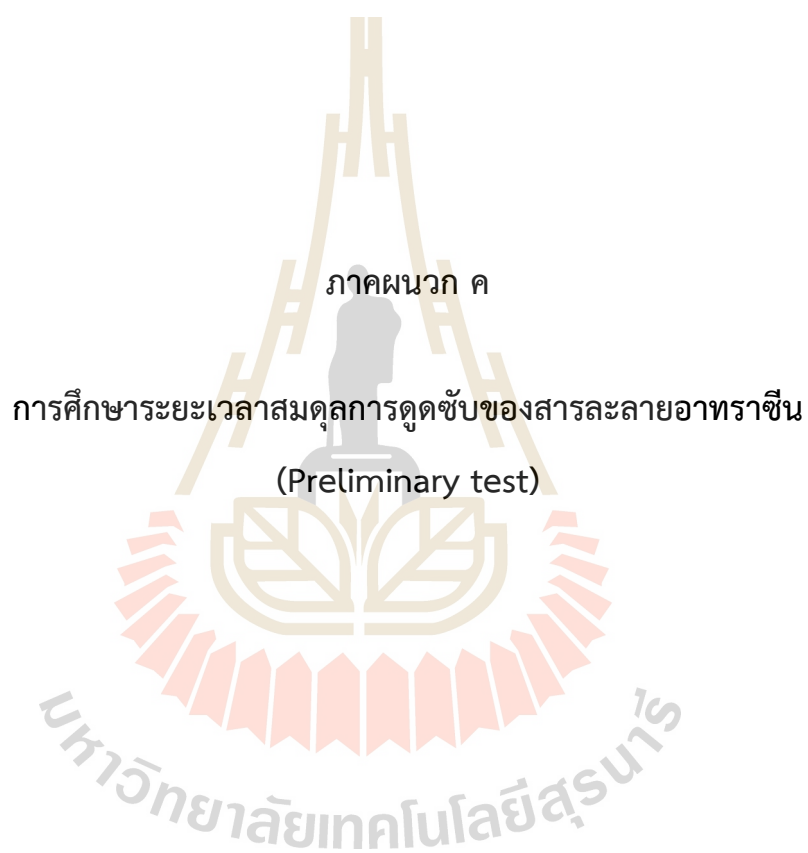 ภาคผนวก ค
การศึกษาระยะเวลาสมดุลการดูดซับของสารละลายอาทราซีน
(Preliminary test)
มหาวิทยาลัยเทคโนโลยีสุรนารี